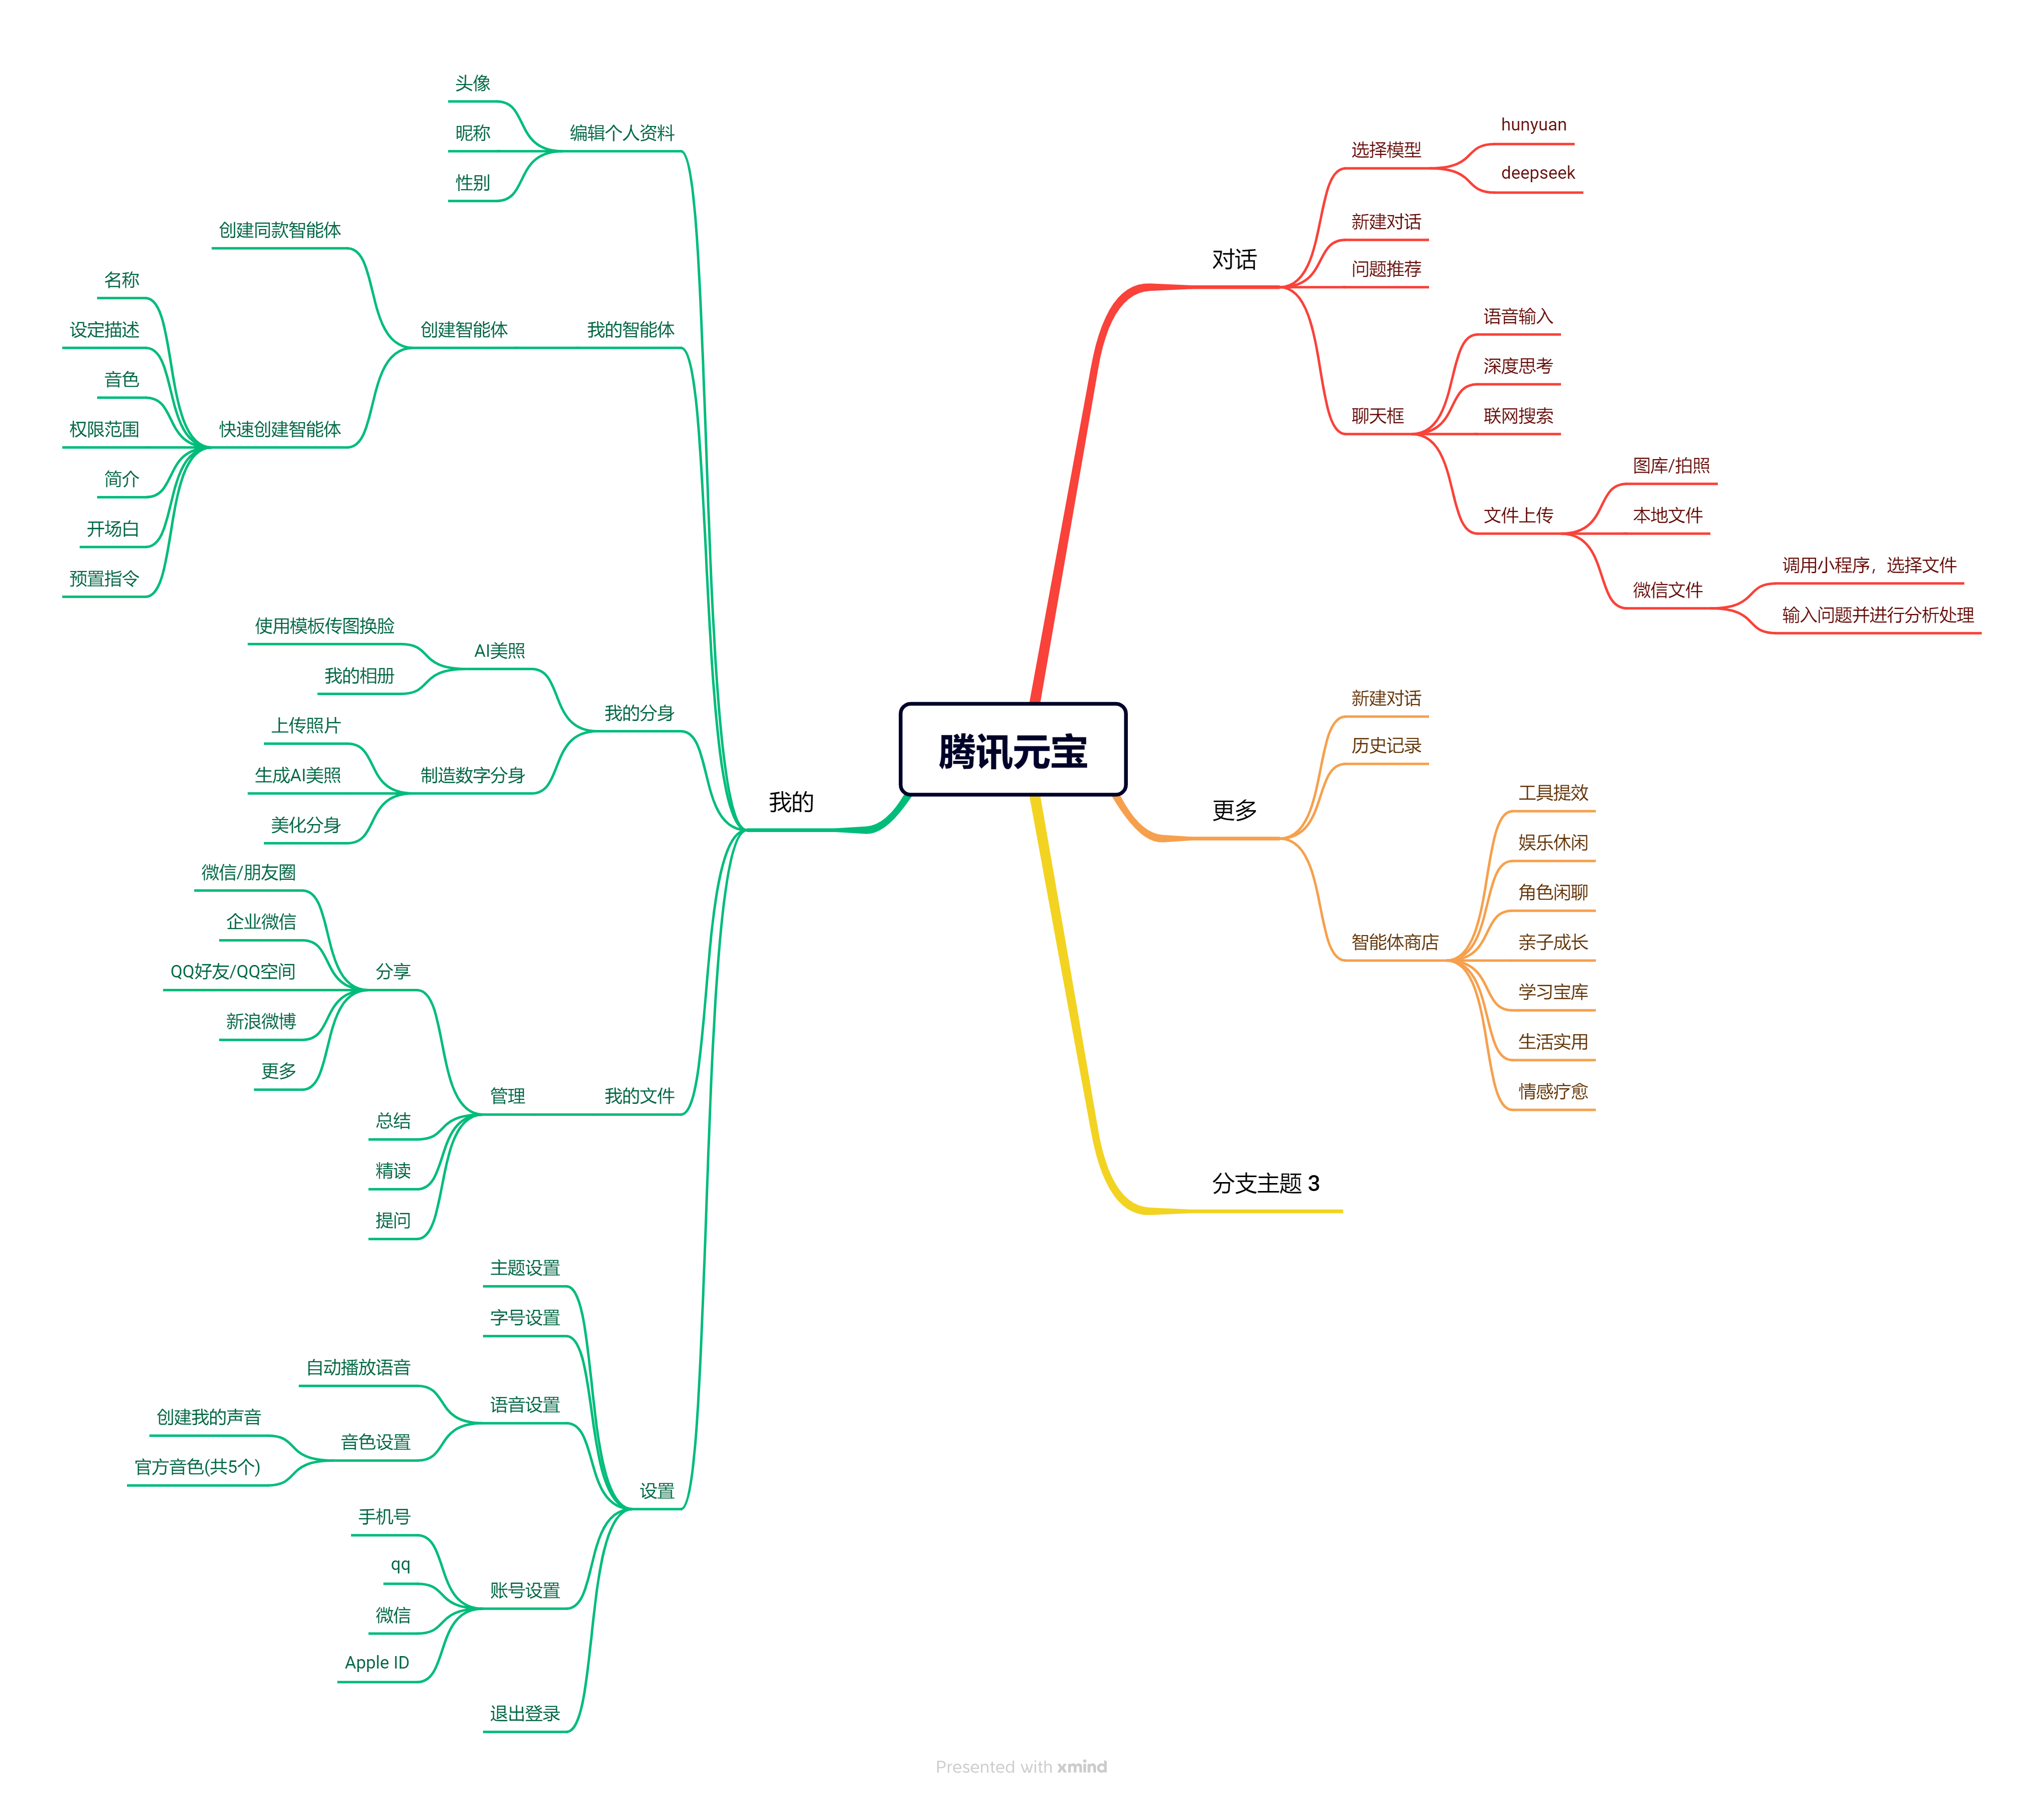 腾讯元宝
对话
选择模型
hunyuan
deepseek
新建对话
问题推荐
聊天框
语音输入
深度思考
联网搜索
文件上传
图库/拍照
本地文件
微信文件
调用小程序，选择文件
输入问题并进行分析处理
更多
新建对话
历史记录
智能体商店
工具提效
娱乐休闲
角色闲聊
亲子成长
学习宝库
生活实用
情感疗愈
分支主题 3
我的
编辑个人资料
头像
昵称
性别
我的智能体
创建智能体
创建同款智能体
快速创建智能体
名称
设定描述
音色
权限范围
简介
开场白
预置指令
我的分身
AI美照
使用模板传图换脸
我的相册
制造数字分身
上传照片
生成AI美照
美化分身
我的文件
管理
分享
微信/朋友圈
企业微信
QQ好友/QQ空间
新浪微博
更多
总结
精读
提问
设置
主题设置
字号设置
语音设置
自动播放语音
音色设置
创建我的声音
官方音色(共5个)
账号设置
手机号
qq
微信
Apple ID
退出登录
Presented with xmind